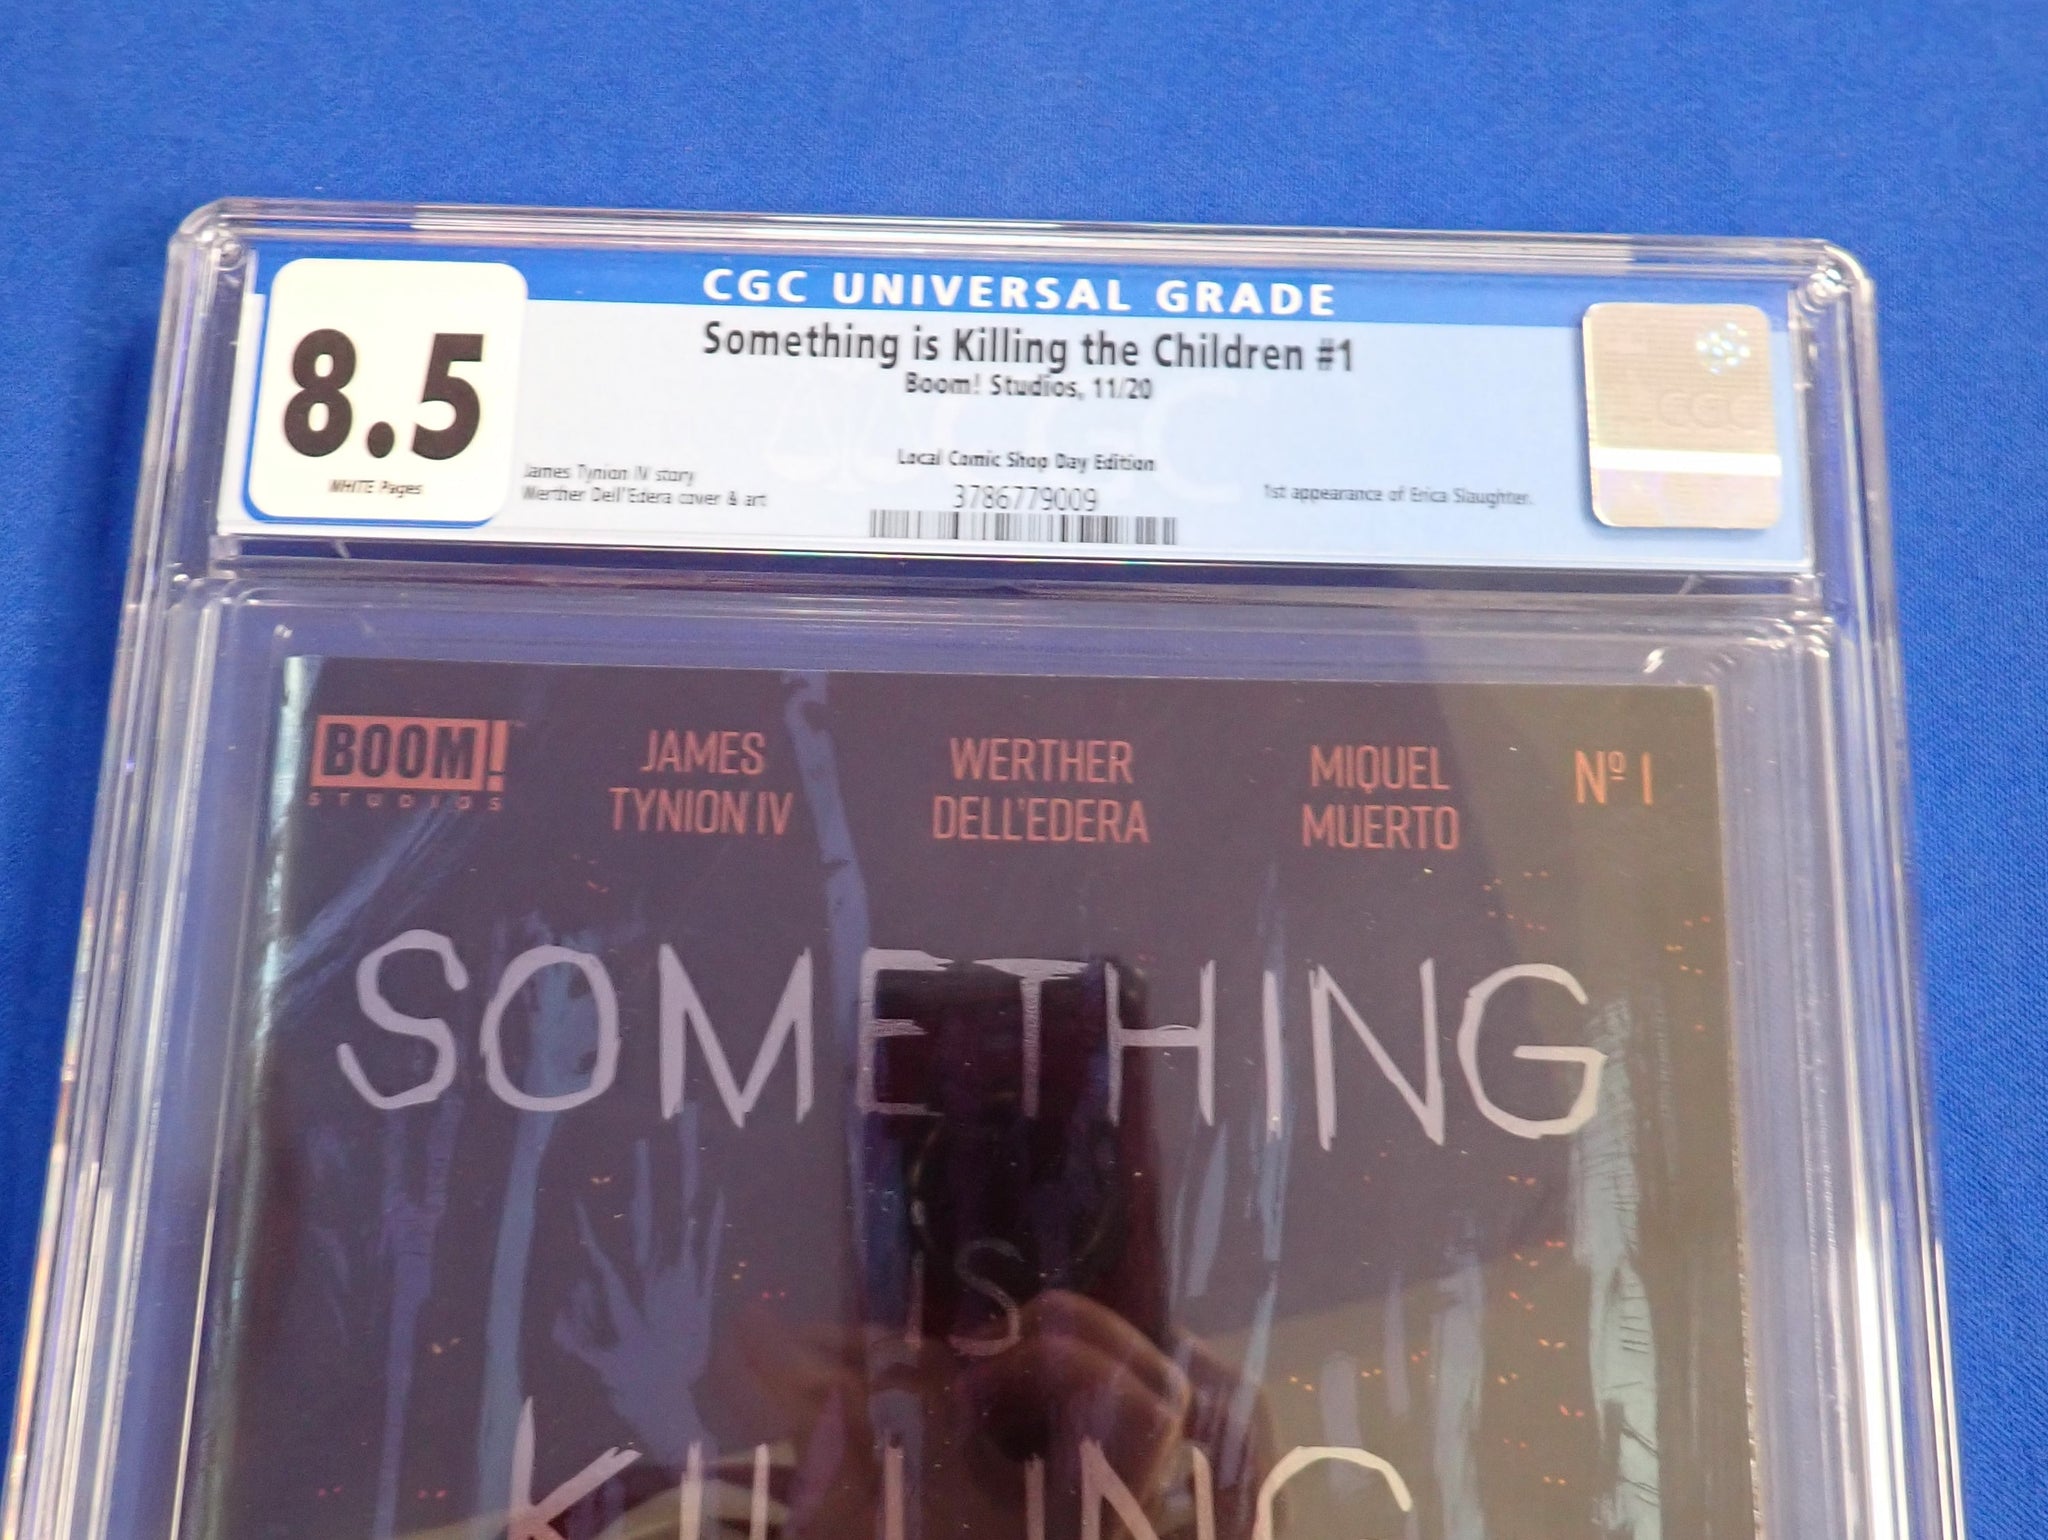 CGC UNIVERSAL GRADE
8.5
WHITE Pages
Something is Killing the Children #1
Boom! Studios, 11/20
Local Comic Shop Day Edition
James Tynion IV story
Werther Dell'Edera cover & art
3786779009
1st appearance of Erica Slaughter.
CGC
BOOM!
STUDIOS
JAMES
TYNION IV
WERTHER
DELL'EDERA
MIQUEL
MUERTO
Nº 1
SOMETHING
IS
KILLING